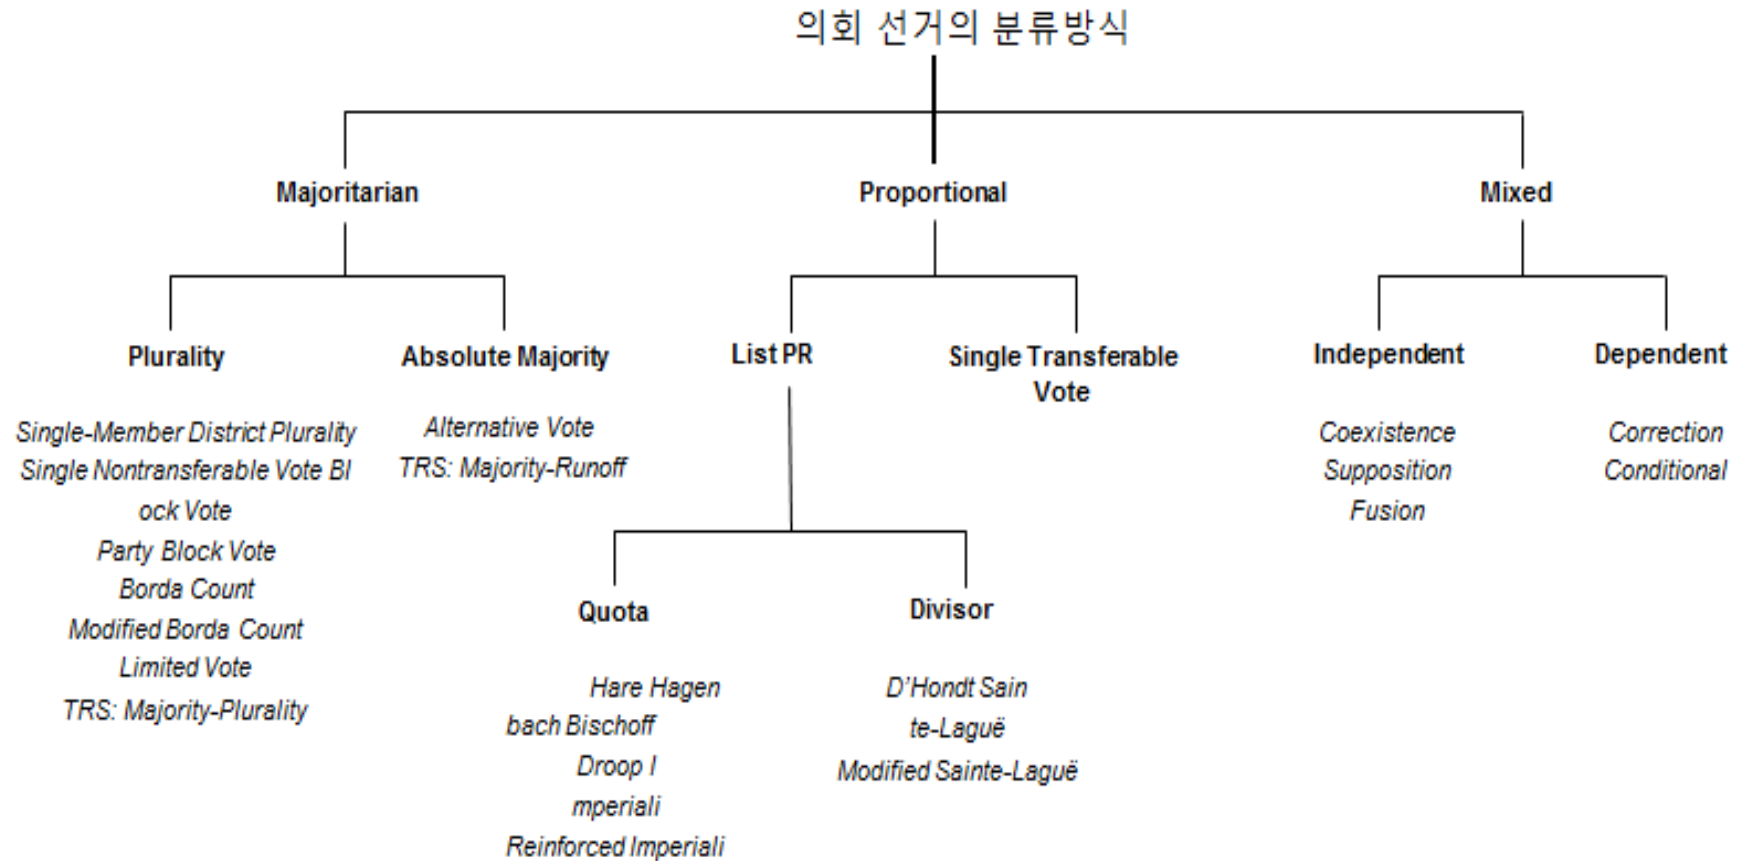 의회 선거의 분류방식
Majoritarian
Proportional
Mixed
Plurality
Absolute Majority
List PR
Single Transferable
Vote
Independent
Dependent
Single-Member District Plurality
Single Nontransferable Vote Bl
ock Vote
Party Block Vote
Borda Count
Modified Borda Count
Limited Vote
TRS: Majority-Plurality
Alternative Vote
TRS: Majority-Runoff
Coexistence
Supposition
Fusion
Correction
Conditional
Quota
Divisor
Hare Hagen
bach Bischoff
Droop I
mperiali
Reinforced Imperiali
D’Hondt Sain
te-Laguë
Modified Sainte-Laguë